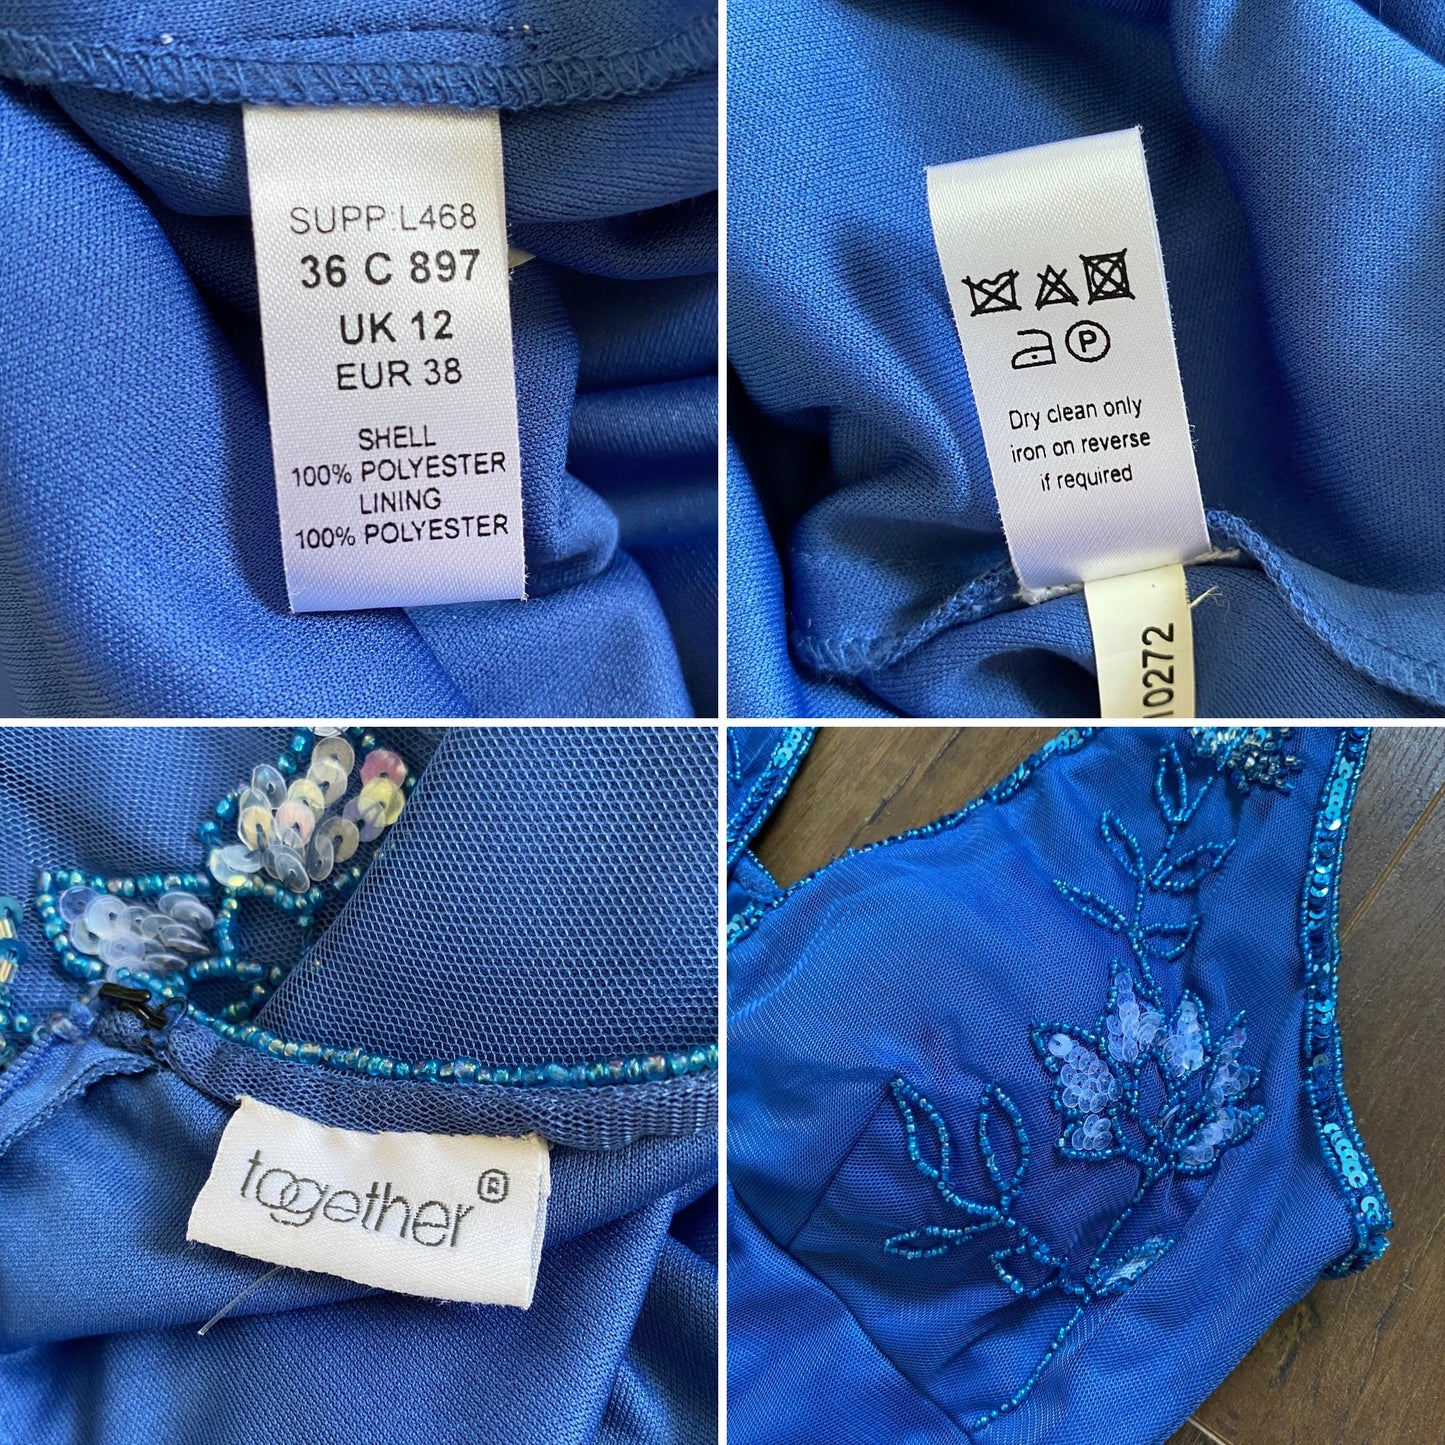 SUPP:L468
36 C 897
UK 12
EUR 38
SHELL
100% POLYESTER
LINING
100% POLYESTER
P
Dry clean only
iron on reverse
if required
10272
together®